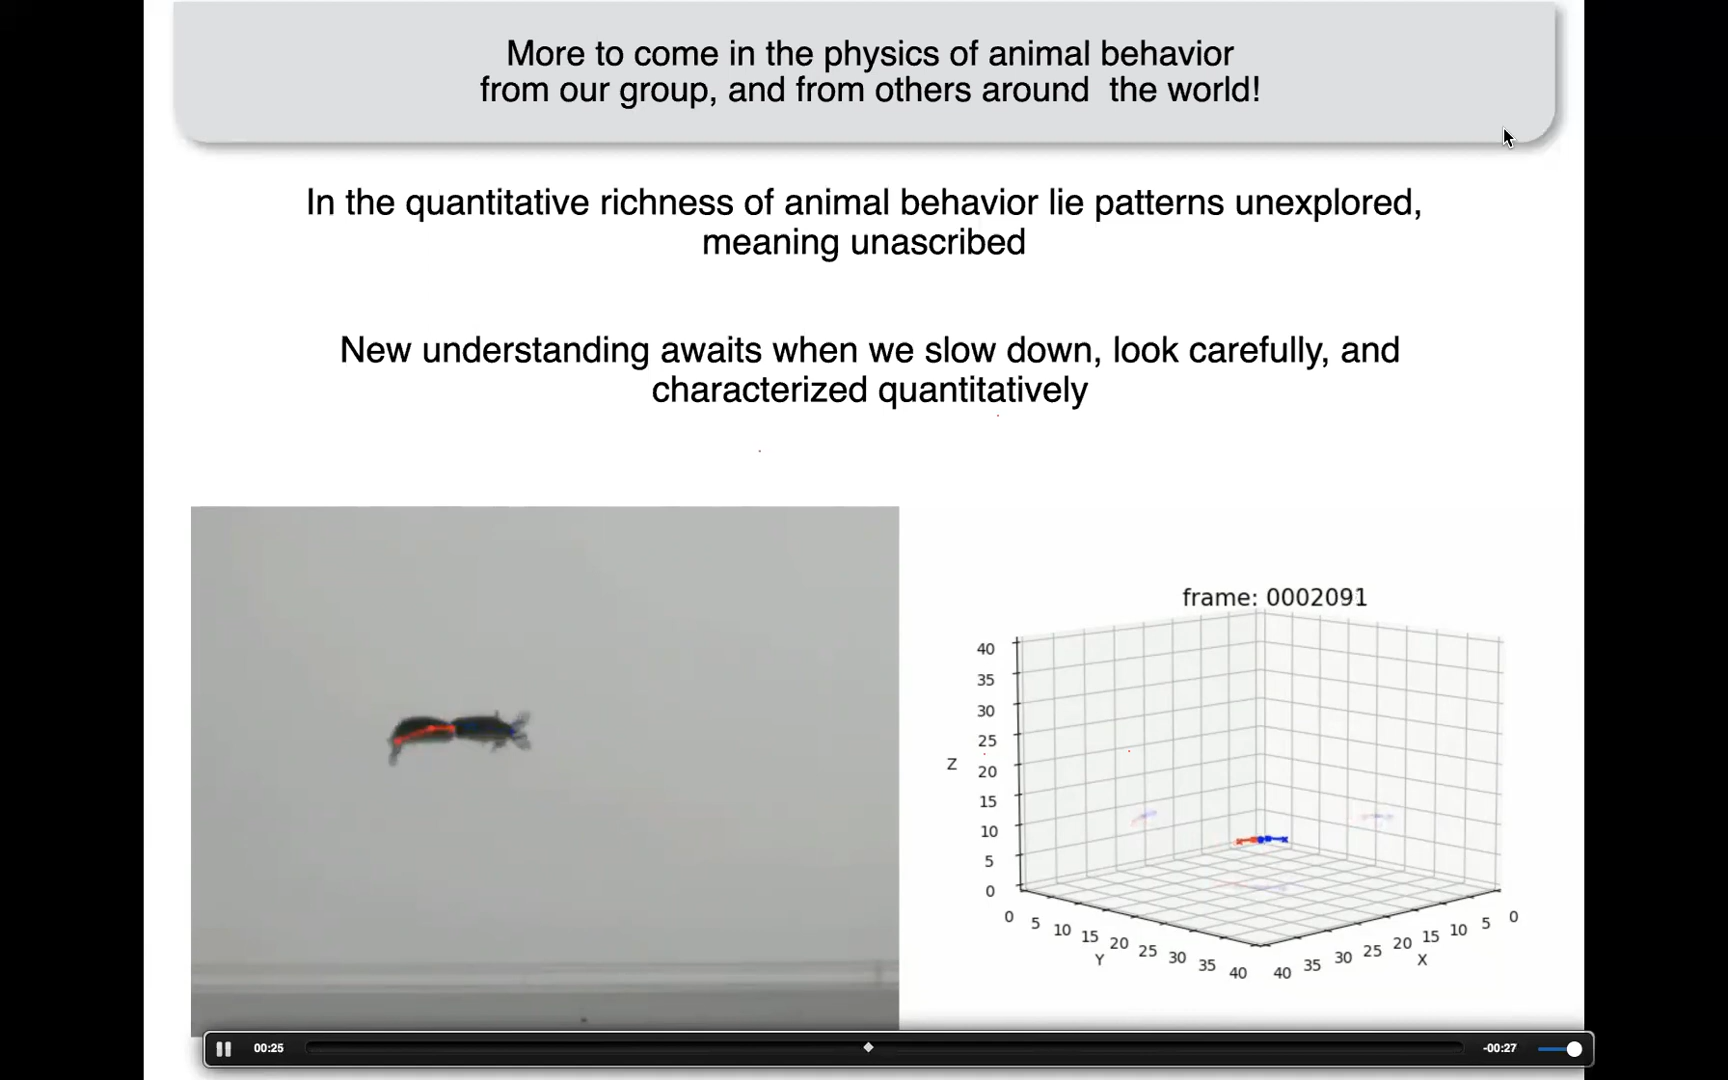 More to come in the physics of animal behavior
from our group, and from others around the world!
In the quantitative richness of animal behavior lie patterns unexplored,
meaning unascribed
New understanding awaits when we slow down, look carefully, and
characterized quantitatively
frame: 0002091
40
35
30
25
Z
20
15
10
5
0
0 5 10 15 20 25 30 35 40
Y
40 35 30 25 20 15 10 5 0
X
00:25
-00:27